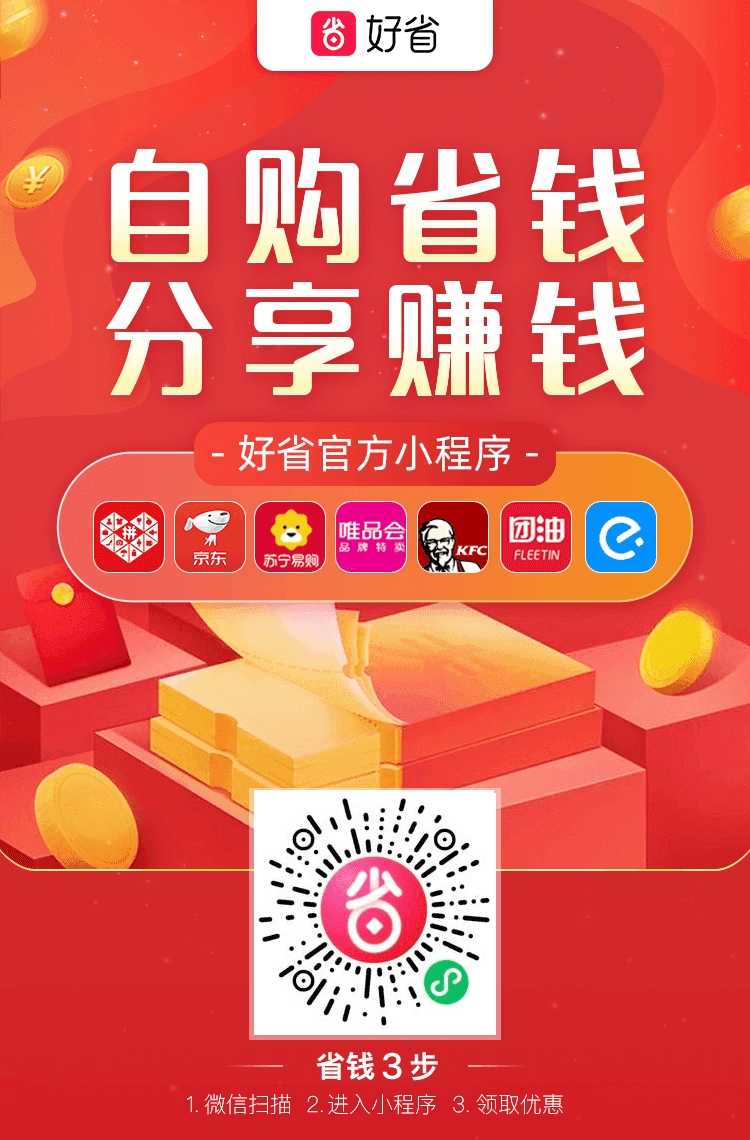 省 好省
自购省钱
分享赚钱
- 好省官方小程序 -
拼 京东 苏宁易购 唯品会 品牌特卖 KFC 团油 FLEETIN
省
省钱3步
1. 微信扫描 2.进入小程序 3. 领取优惠